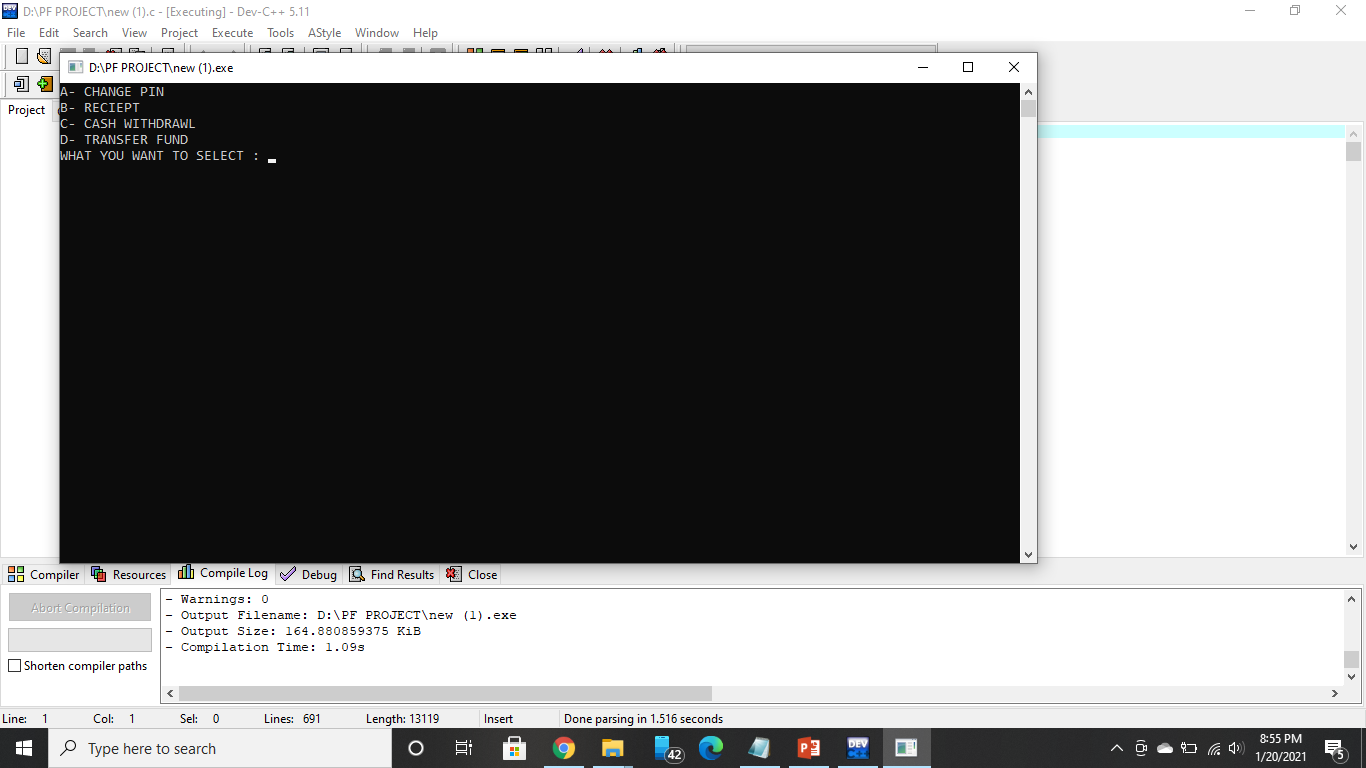 D:\PF PROJECT\new (1).c - [Executing] - Dev-C++ 5.11
File Edit Search View Project Execute Tools AStyle Window Help
D:\PF PROJECT\new (1).exe
Project
A- CHANGE PIN
B- RECIEPT
C- CASH WITHDRAWL
D- TRANSFER FUND
WHAT YOU WANT TO SELECT :
Compiler Resources Compile Log Debug Find Results Close
Abort Compilation
Shorten compiler paths
- Warnings: 0
- Output Filename: D:\PF PROJECT\new (1).exe
- Output Size: 164.880859375 KiB
- Compilation Time: 1.09s
Line: 1 Col: 1 Sel: 0 Lines: 691 Length: 13119 Insert Done parsing in 1.516 seconds
Type here to search
42
DEV
8:55 PM
1/20/2021
5